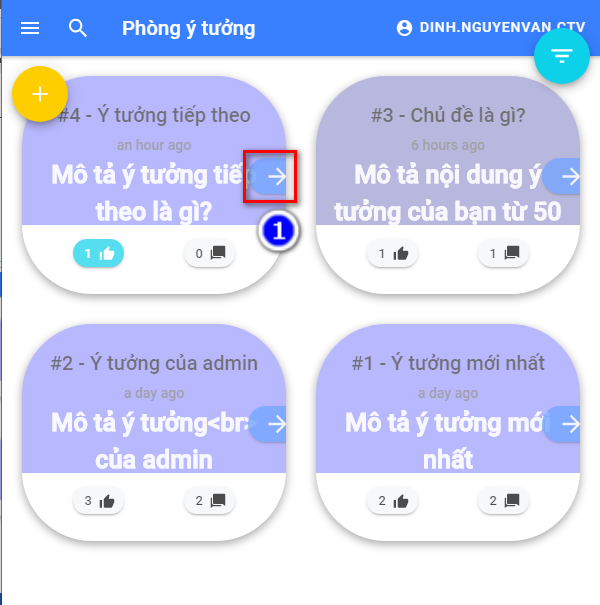 Phòng ý tưởng
DINH.NGUYENVAN.CTV
#4 - Ý tưởng tiếp theo
an hour ago
Mô tả ý tưởng tiếp
theo là gì?
1
1
0
#3 - Chủ đề là gì?
6 hours ago
Mô tả nội dung ý
tưởng của bạn từ 50
1
1
#2 - Ý tưởng của admin
a day ago
Mô tả ý tưởng<br>
của admin
3
2
#1 - Ý tưởng mới nhất
a day ago
Mô tả ý tưởng mới
nhất
2
2